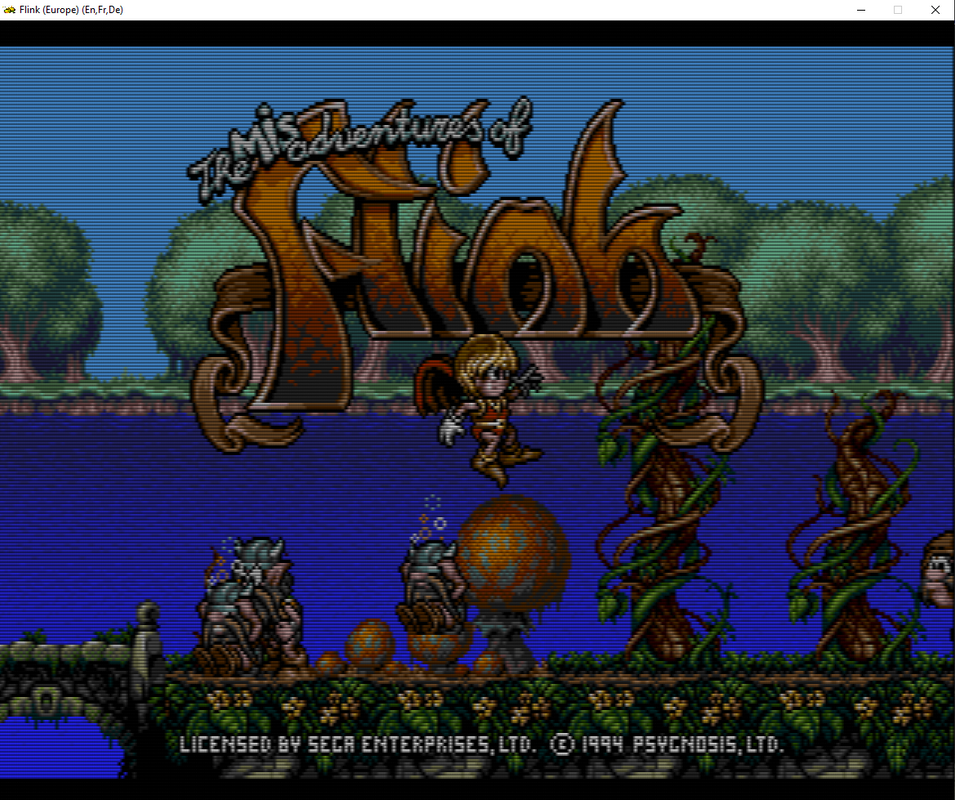 Flink (Europe) (En,Fr,De)
The MiSadventures of
Flink
LICENSED BY SEGA ENTERPRISES, LTD. © 1994 PSYGNOSIS, LTD.